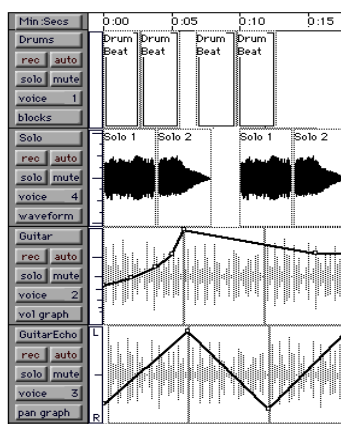 Min:Secs 0:00 0:05 0:10 0:15
Drums
rec auto
solo mute
voice 1
blocks
Drum Beat
Drum Beat
Drum Beat
Drum Beat
Solo
rec auto
solo mute
voice 4
waveform
Solo 1 Solo 2 Solo 1 Solo 2
Guitar
rec auto
solo mute
voice 2
vol graph
GuitarEcho
rec auto
solo mute
voice 3
pan graph
L
R